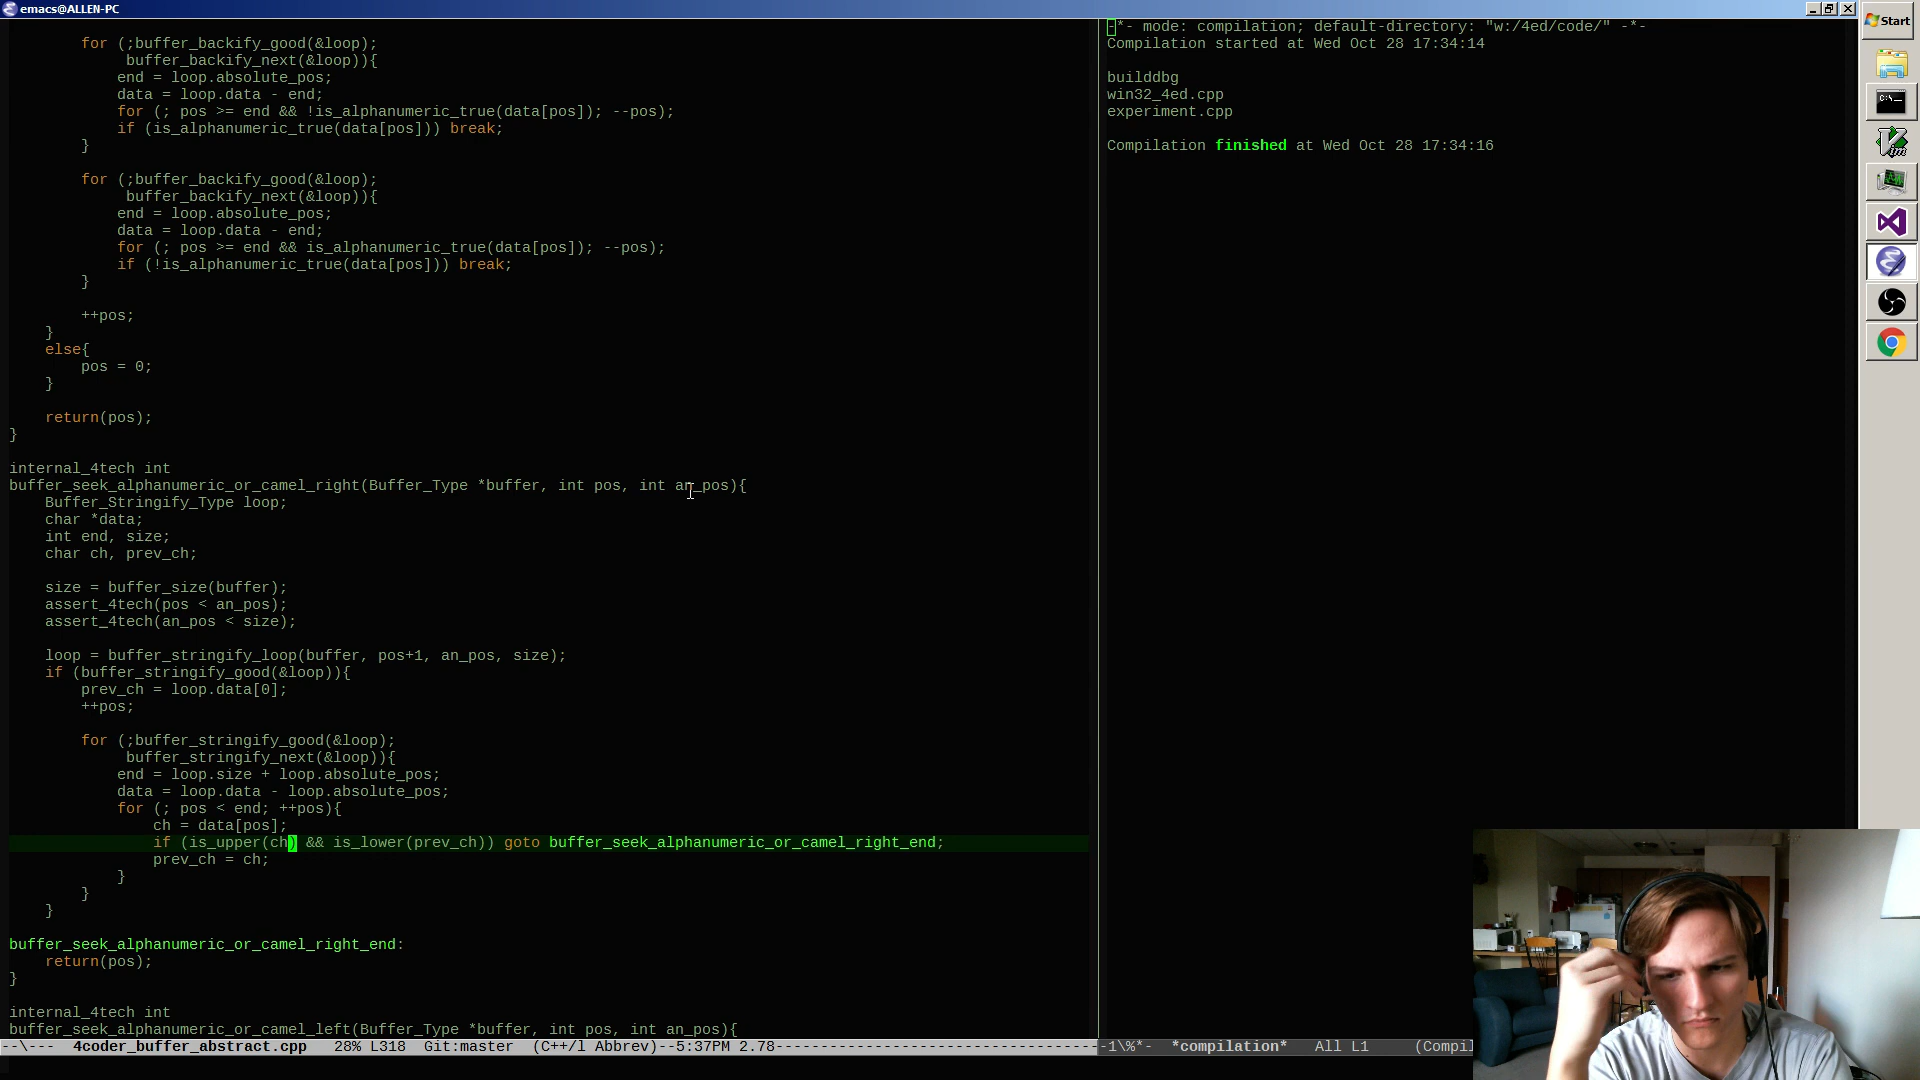 emacs@ALLEN-PC
        for (;buffer_backify_good(&loop);
             buffer_backify_next(&loop)){
            end = loop.absolute_pos;
            data = loop.data - end;
            for (; pos >= end && !is_alphanumeric_true(data[pos]); --pos);
            if (is_alphanumeric_true(data[pos])) break;
        }
        for (;buffer_backify_good(&loop);
             buffer_backify_next(&loop)){
            end = loop.absolute_pos;
            data = loop.data - end;
            for (; pos >= end && is_alphanumeric_true(data[pos]); --pos);
            if (!is_alphanumeric_true(data[pos])) break;
        }
        ++pos;
    }
    else{
        pos = 0;
    }
    return(pos);
}
internal_4tech int
buffer_seek_alphanumeric_or_camel_right(Buffer_Type *buffer, int pos, int an_pos){
    Buffer_Stringify_Type loop;
    char *data;
    int end, size;
    char ch, prev_ch;
    size = buffer_size(buffer);
    assert_4tech(pos < an_pos);
    assert_4tech(an_pos < size);
    loop = buffer_stringify_loop(buffer, pos+1, an_pos, size);
    if (buffer_stringify_good(&loop)){
        prev_ch = loop.data[0];
        ++pos;
        for (;buffer_stringify_good(&loop);
             buffer_stringify_next(&loop)){
            end = loop.size + loop.absolute_pos;
            data = loop.data - loop.absolute_pos;
            for (; pos < end; ++pos){
                ch = data[pos];
                if (is_upper(ch) && is_lower(prev_ch)) goto buffer_seek_alphanumeric_or_camel_right_end;
                prev_ch = ch;
            }
        }
    }
buffer_seek_alphanumeric_or_camel_right_end:
    return(pos);
}
internal_4tech int
buffer_seek_alphanumeric_or_camel_left(Buffer_Type *buffer, int pos, int an_pos){
--\---  4coder_buffer_abstract.cpp   28% L318  Git:master  (C++/l Abbrev)--5:37PM 2.78------------------------------------
-*- mode: compilation; default-directory: "w:/4ed/code/" -*-
Compilation started at Wed Oct 28 17:34:14
builddbg
win32_4ed.cpp
experiment.cpp
Compilation finished at Wed Oct 28 17:34:16
-1\%*-  *compilation*   All L1    (Compil
Start